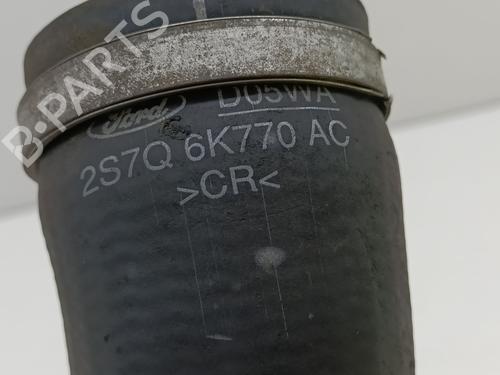 B-PARTS
D05WA
Ford
2S7Q 6K770 AC
>CR<